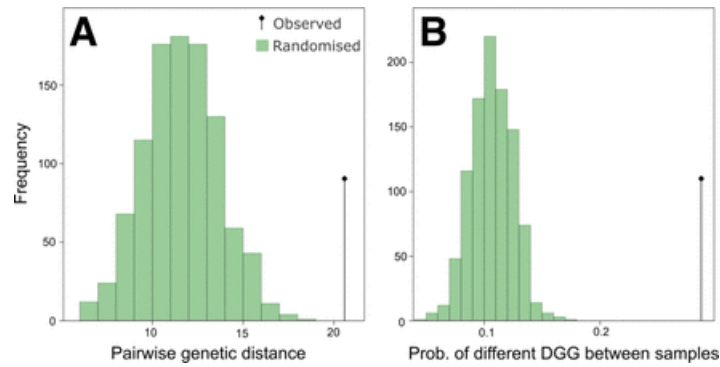 A
Observed
Randomised
Frequency
150
100
50
0
10
15
20
Pairwise genetic distance
B
200
150
100
50
0
0.1
0.2
Prob. of different DGG between samples